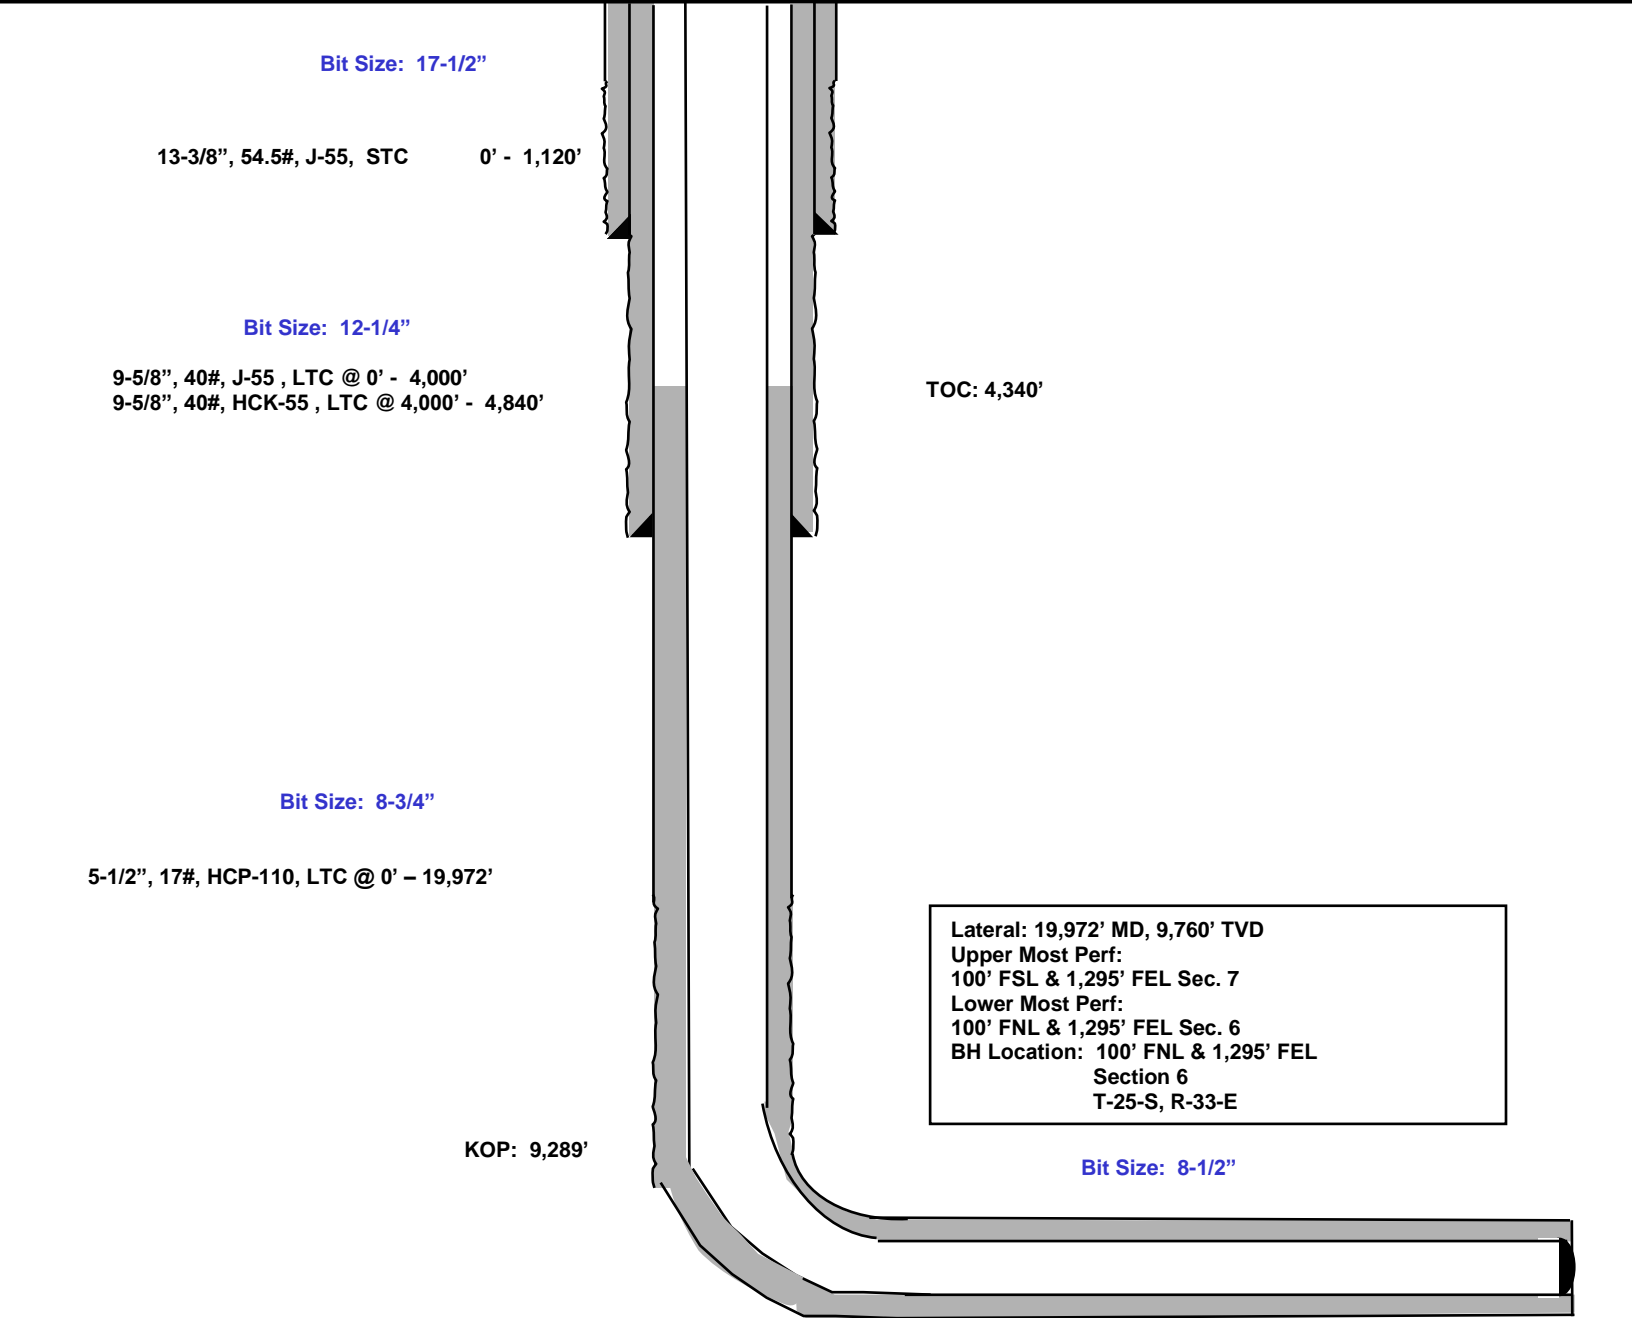 Bit Size: 17-1/2”
13-3/8”, 54.5#, J-55, STC 0’ - 1,120’
Bit Size: 12-1/4”
9-5/8”, 40#, J-55 , LTC @ 0’ - 4,000’
9-5/8”, 40#, HCK-55 , LTC @ 4,000’ - 4,840’
TOC: 4,340’
Bit Size: 8-3/4”
5-1/2”, 17#, HCP-110, LTC @ 0’ – 19,972’
Lateral: 19,972’ MD, 9,760’ TVD
Upper Most Perf:
100’ FSL & 1,295’ FEL Sec. 7
Lower Most Perf:
100’ FNL & 1,295’ FEL Sec. 6
BH Location: 100’ FNL & 1,295’ FEL
Section 6
T-25-S, R-33-E
KOP: 9,289’
Bit Size: 8-1/2”